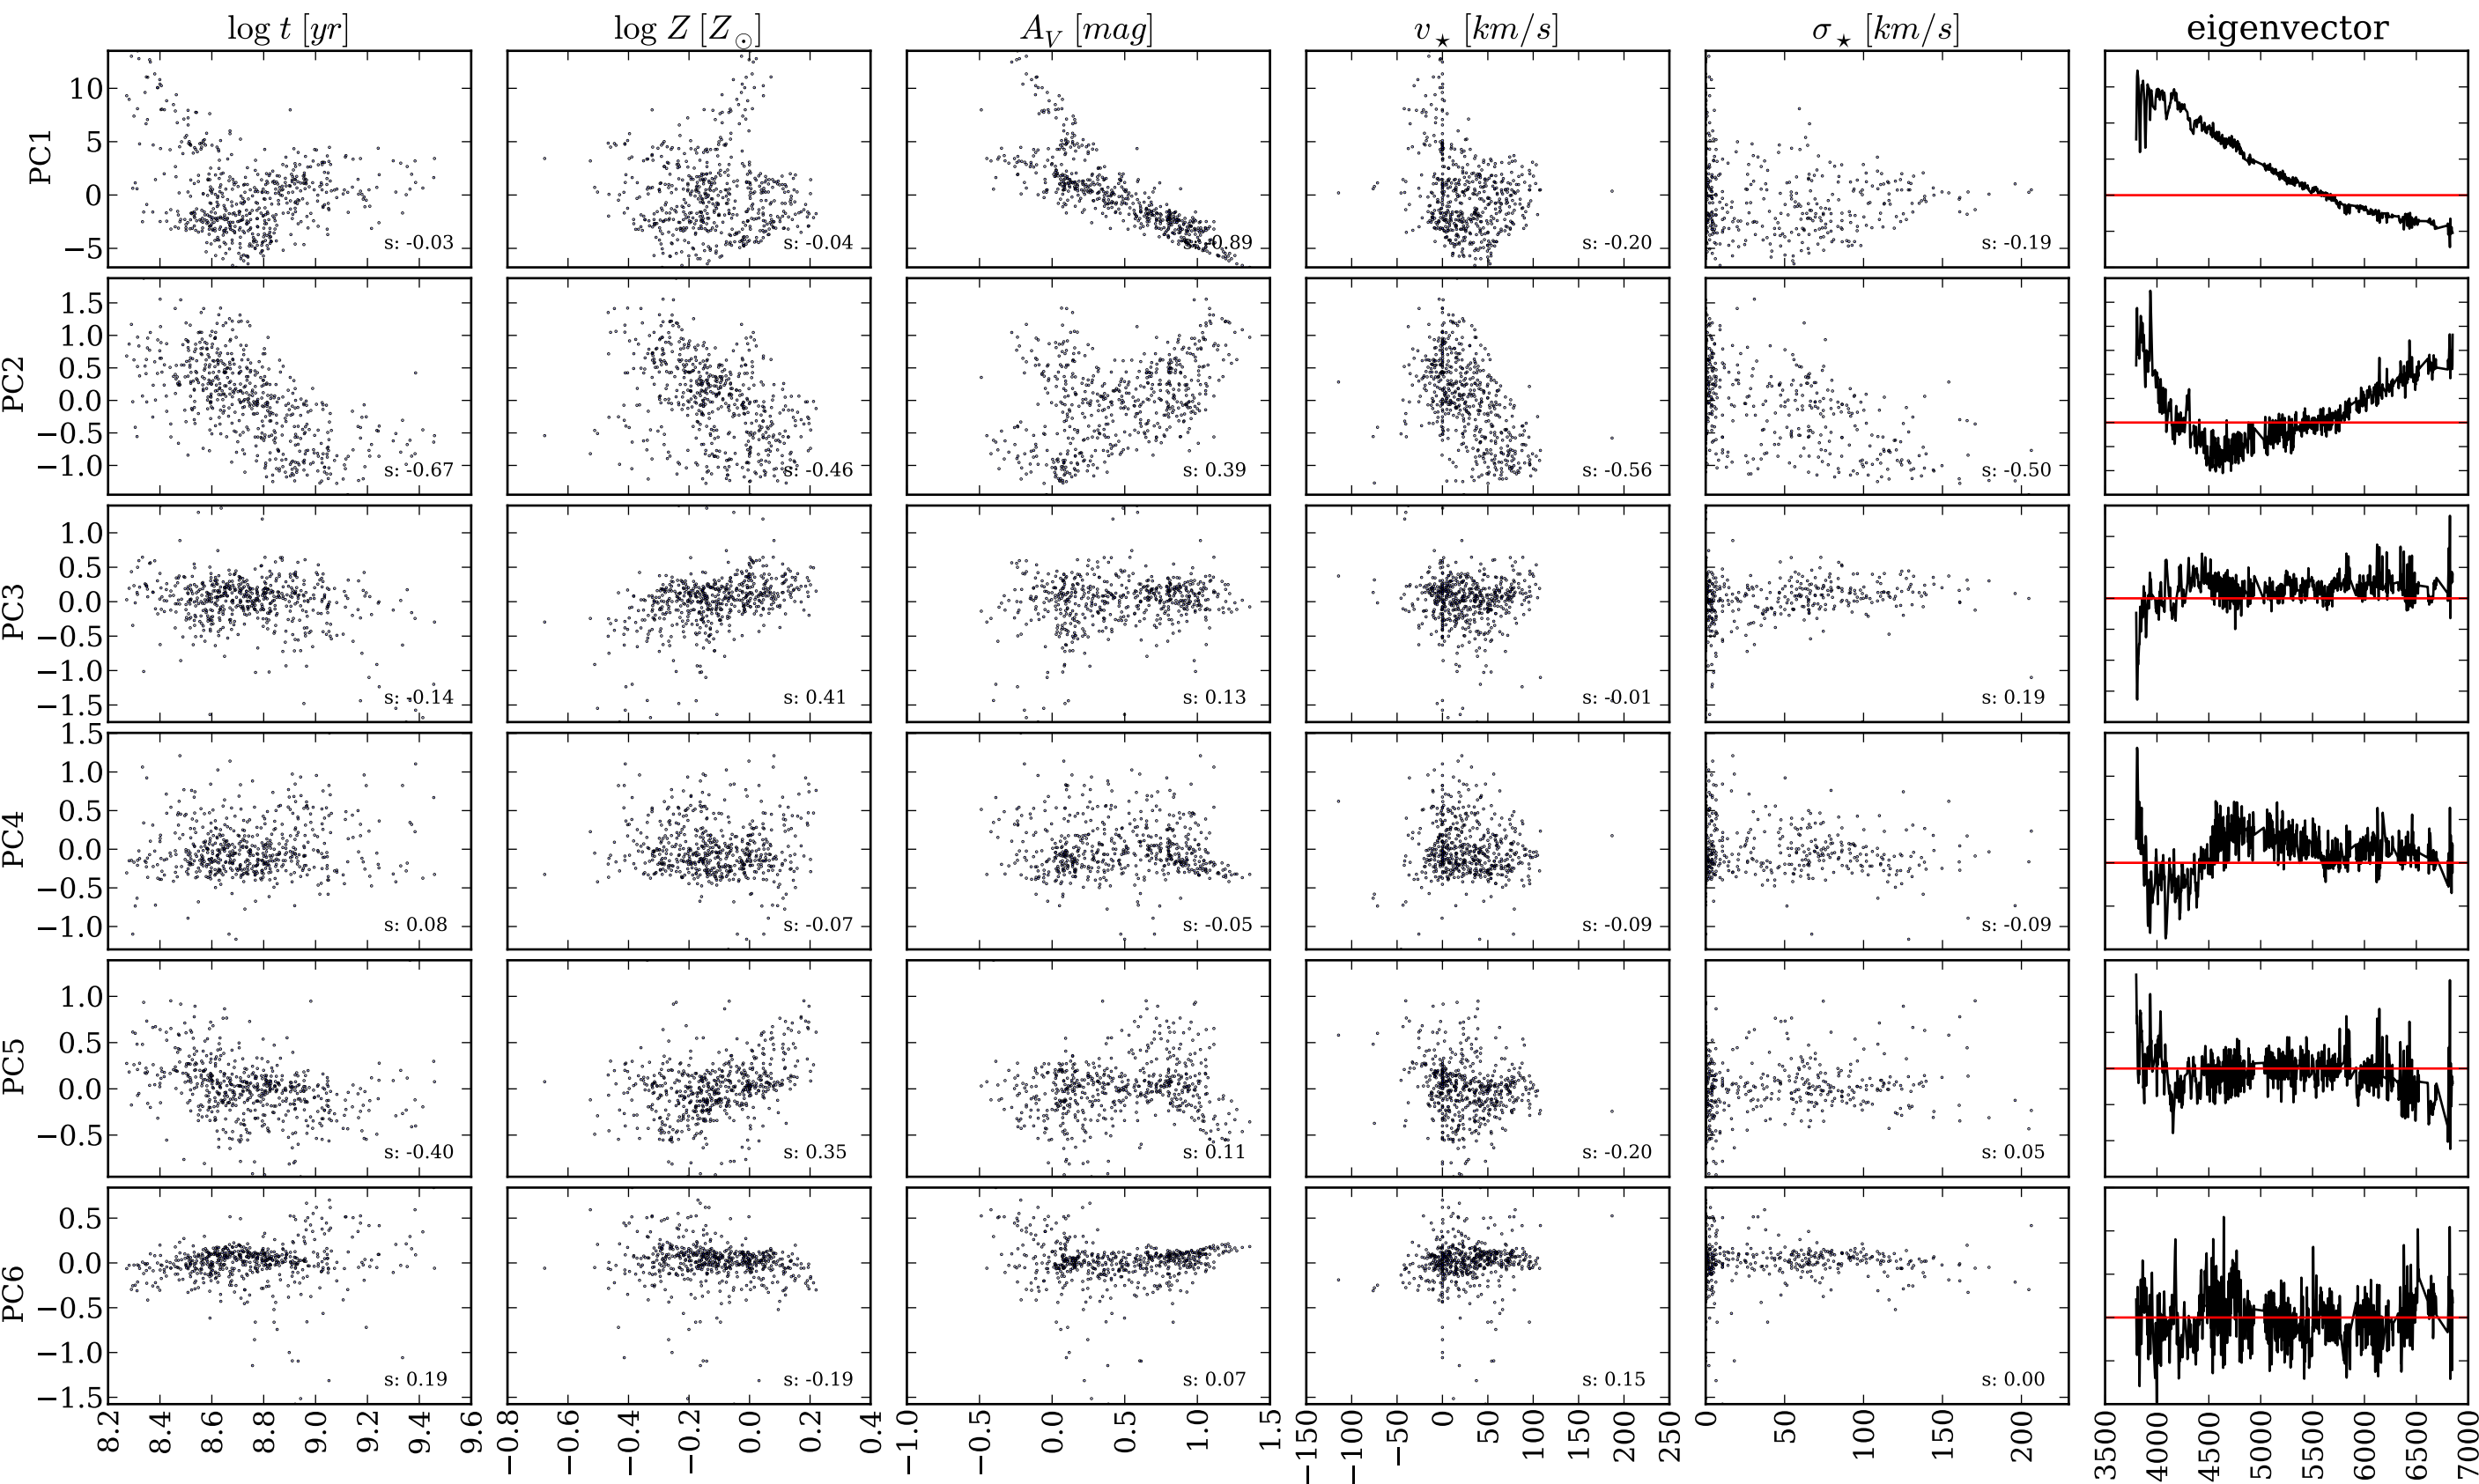 log t [yr] log Z [Z⊙] A_V [mag] v⋆ [km/s] σ⋆ [km/s] eigenvector
PC1
10
5
0
−5
s: -0.03 s: -0.04 s: -0.89 s: -0.20 s: -0.19
PC2
1.5
1.0
0.5
0.0
−0.5
−1.0
s: -0.67 s: -0.46 s: 0.39 s: -0.56 s: -0.50
PC3
1.0
0.5
0.0
−0.5
−1.0
−1.5
s: -0.14 s: 0.41 s: 0.13 s: -0.01 s: 0.19
PC4
1.5
1.0
0.5
0.0
−0.5
−1.0
s: 0.08 s: -0.07 s: -0.05 s: -0.09 s: -0.09
PC5
1.0
0.5
0.0
−0.5
s: -0.40 s: 0.35 s: 0.11 s: -0.20 s: 0.05
PC6
0.5
0.0
−0.5
−1.0
−1.5
s: 0.19 s: -0.19 s: 0.07 s: 0.15 s: 0.00
8.2 8.4 8.6 8.8 9.0 9.2 9.4 9.6 −0.8 −0.6 −0.4 −0.2 0.0 0.2 0.4 −1.0 −0.5 0.0 0.5 1.0 1.5 −150 −100 −50 0 50 100 150 200 250 0 50 100 150 200 3500 4000 4500 5000 5500 6000 6500 7000